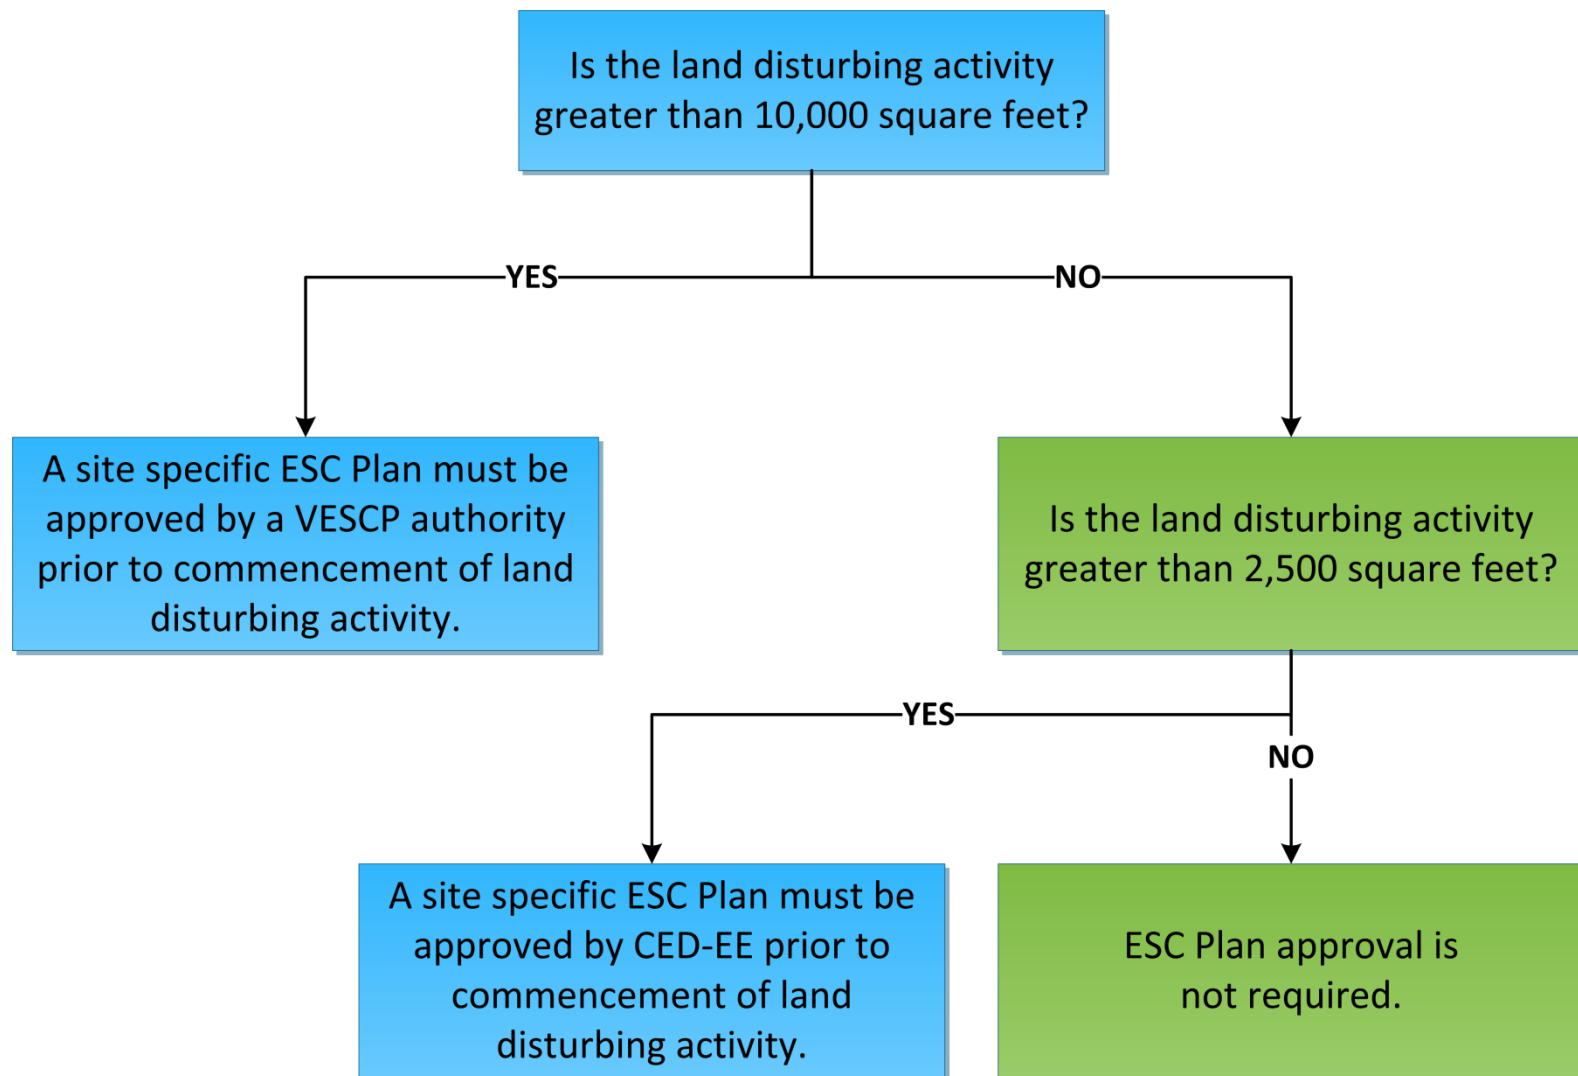 Is the land disturbing activity
greater than 10,000 square feet?
YES
NO
A site specific ESC Plan must be
approved by a VESCP authority
prior to commencement of land
disturbing activity.
Is the land disturbing activity
greater than 2,500 square feet?
YES
NO
A site specific ESC Plan must be
approved by CED-EE prior to
commencement of land
disturbing activity.
ESC Plan approval is
not required.